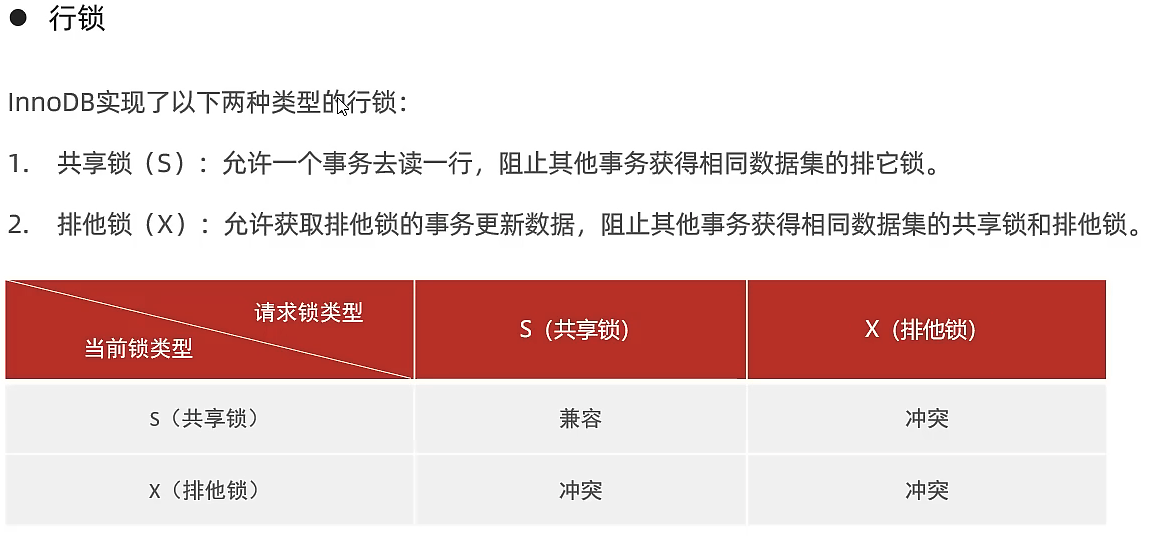 ● 行锁
InnoDB实现了以下两种类型的行锁：
1. 共享锁（S）：允许一个事务去读一行，阻止其他事务获得相同数据集的排它锁。
2. 排他锁（X）：允许获取排他锁的事务更新数据，阻止其他事务获得相同数据集的共享锁和排他锁。
请求锁类型
当前锁类型
S（共享锁）
X（排他锁）
S（共享锁）
兼容
冲突
X（排他锁）
冲突
冲突